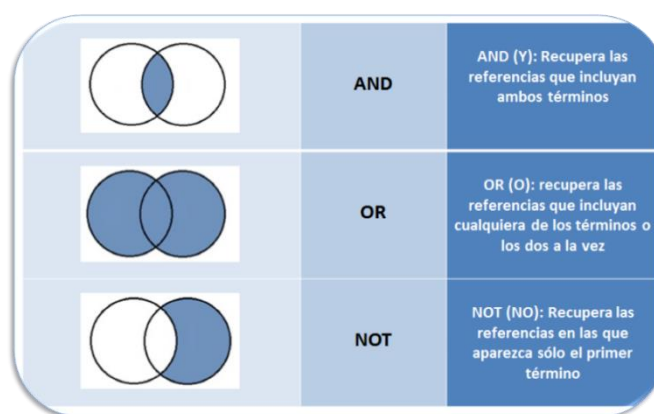 AND
AND (Y): Recupera las
referencias que incluyan
ambos términos
OR
OR (O): recupera las
referencias que incluyan
cualquiera de los términos o
los dos a la vez
NOT
NOT (NO): Recupera las
referencias en las que
aparezca sólo el primer
término